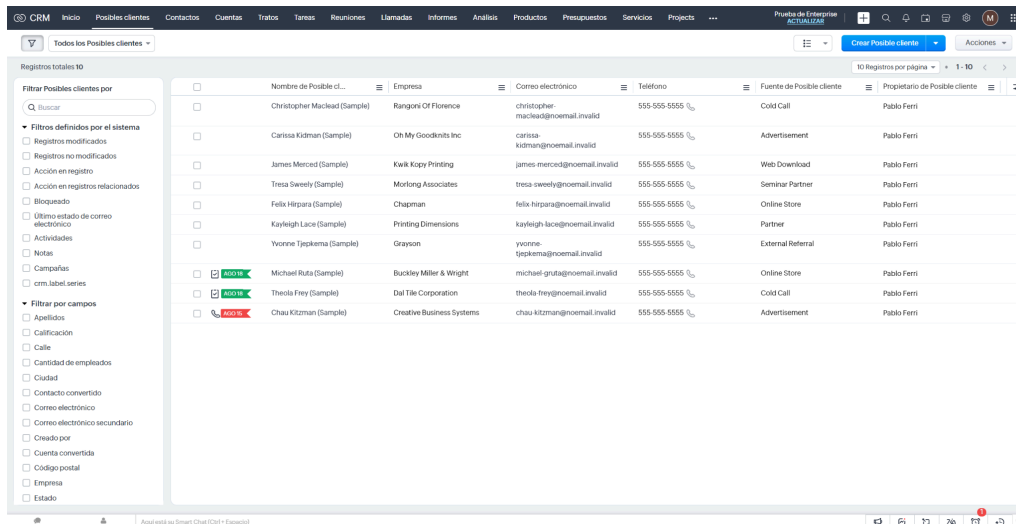 CRM Inicio Posibles clientes Contactos Cuentas Tratos Tareas Reuniones Llamadas Informes Análisis Productos Presupuestos Servicios Projects ••• Prueba de Enterprise
ACTUALIZAR M
Todos los Posibles clientes Crear Posible cliente Acciones
Registros totales 10 10 Registros por página 1 - 10
Filtrar Posibles clientes por
Buscar
Filtros definidos por el sistema
Registros modificados
Registros no modificados
Acción en registro
Acción en registros relacionados
Bloqueado
Último estado de correo
electrónico
Actividades
Notas
Campañas
crm.label.series
Filtrar por campos
Apellidos
Calificación
Calle
Cantidad de empleados
Ciudad
Contacto convertido
Correo electrónico
Correo electrónico secundario
Creado por
Cuenta convertida
Código postal
Empresa
Estado
Nombre de Posible cl... Empresa Correo electrónico Teléfono Fuente de Posible cliente Propietario de Posible cliente
Christopher Maclead (Sample) Rangoni Of Florence christopher- 555-555-5555 Cold Call Pablo Ferri
maclead@noemail.invalid
Carissa Kidman (Sample) Oh My Goodknits Inc carissa- 555-555-5555 Advertisement Pablo Ferri
kidman@noemail.invalid
James Merced (Sample) Kwik Kopy Printing james-merced@noemail.invalid 555-555-5555 Web Download Pablo Ferri
Tresa Sweely (Sample) Morlong Associates tresa-sweely@noemail.invalid 555-555-5555 Seminar Partner Pablo Ferri
Felix Hirpara (Sample) Chapman felix-hirpara@noemail.invalid 555-555-5555 Online Store Pablo Ferri
Kayleigh Lace (Sample) Printing Dimensions kayleigh-lace@noemail.invalid 555-555-5555 Partner Pablo Ferri
Yvonne Tjepkema (Sample) Grayson yvonne- 555-555-5555 External Referral Pablo Ferri
tjepkema@noemail.invalid
AGO 18 Michael Ruta (Sample) Buckley Miller & Wright michael-gruta@noemail.invalid 555-555-5555 Online Store Pablo Ferri
AGO 18 Theola Frey (Sample) Dal Tile Corporation theola-frey@noemail.invalid 555-555-5555 Cold Call Pablo Ferri
AGO 15 Chau Kitzman (Sample) Creative Business Systems chau-kitzman@noemail.invalid 555-555-5555 Advertisement Pablo Ferri
Aquí está su Smart Chat (Ctrl + Espacio) 1